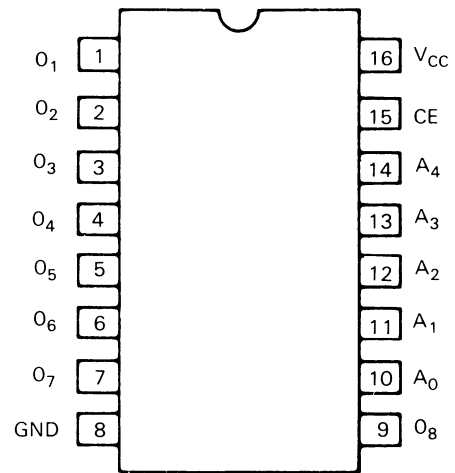 O₁ 1 16 V_CC
O₂ 2 15 CE
O₃ 3 14 A₄
O₄ 4 13 A₃
O₅ 5 12 A₂
O₆ 6 11 A₁
O₇ 7 10 A₀
GND 8 9 O₈